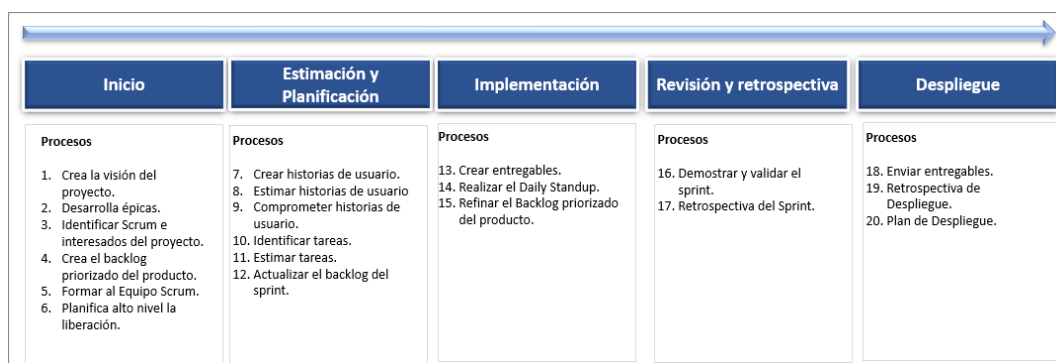 Inicio
Estimación y
Planificación
Implementación
Revisión y retrospectiva
Despliegue
Procesos
1. Crea la visión del
proyecto.
2. Desarrolla épicas.
3. Identificar Scrum e
interesados del proyecto.
4. Crea el backlog
priorizado del producto.
5. Formar al Equipo Scrum.
6. Planifica alto nivel la
liberación.
Procesos
7. Crear historias de usuario.
8. Estimar historias de usuario
9. Comprometer historias de
usuario.
10. Identificar tareas.
11. Estimar tareas.
12. Actualizar el backlog del
sprint.
Procesos
13. Crear entregables.
14. Realizar el Daily Standup.
15. Refinar el Backlog priorizado
del producto.
Procesos
16. Demostrar y validar el
sprint.
17. Retrospectiva del Sprint.
Procesos
18. Enviar entregables.
19. Retrospectiva de
Despliegue.
20. Plan de Despliegue.